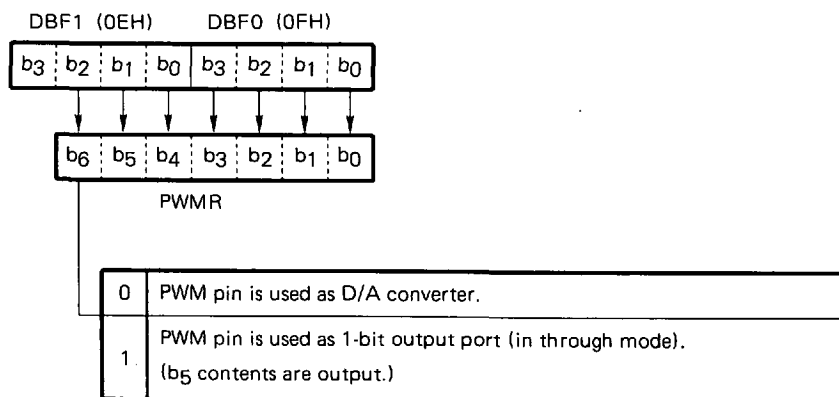 DBF1 (0EH) DBF0 (0FH)
b3 b2 b1 b0 b3 b2 b1 b0
b6 b5 b4 b3 b2 b1 b0
PWMR
0 PWM pin is used as D/A converter.
1 PWM pin is used as 1-bit output port (in through mode).
(b5 contents are output.)